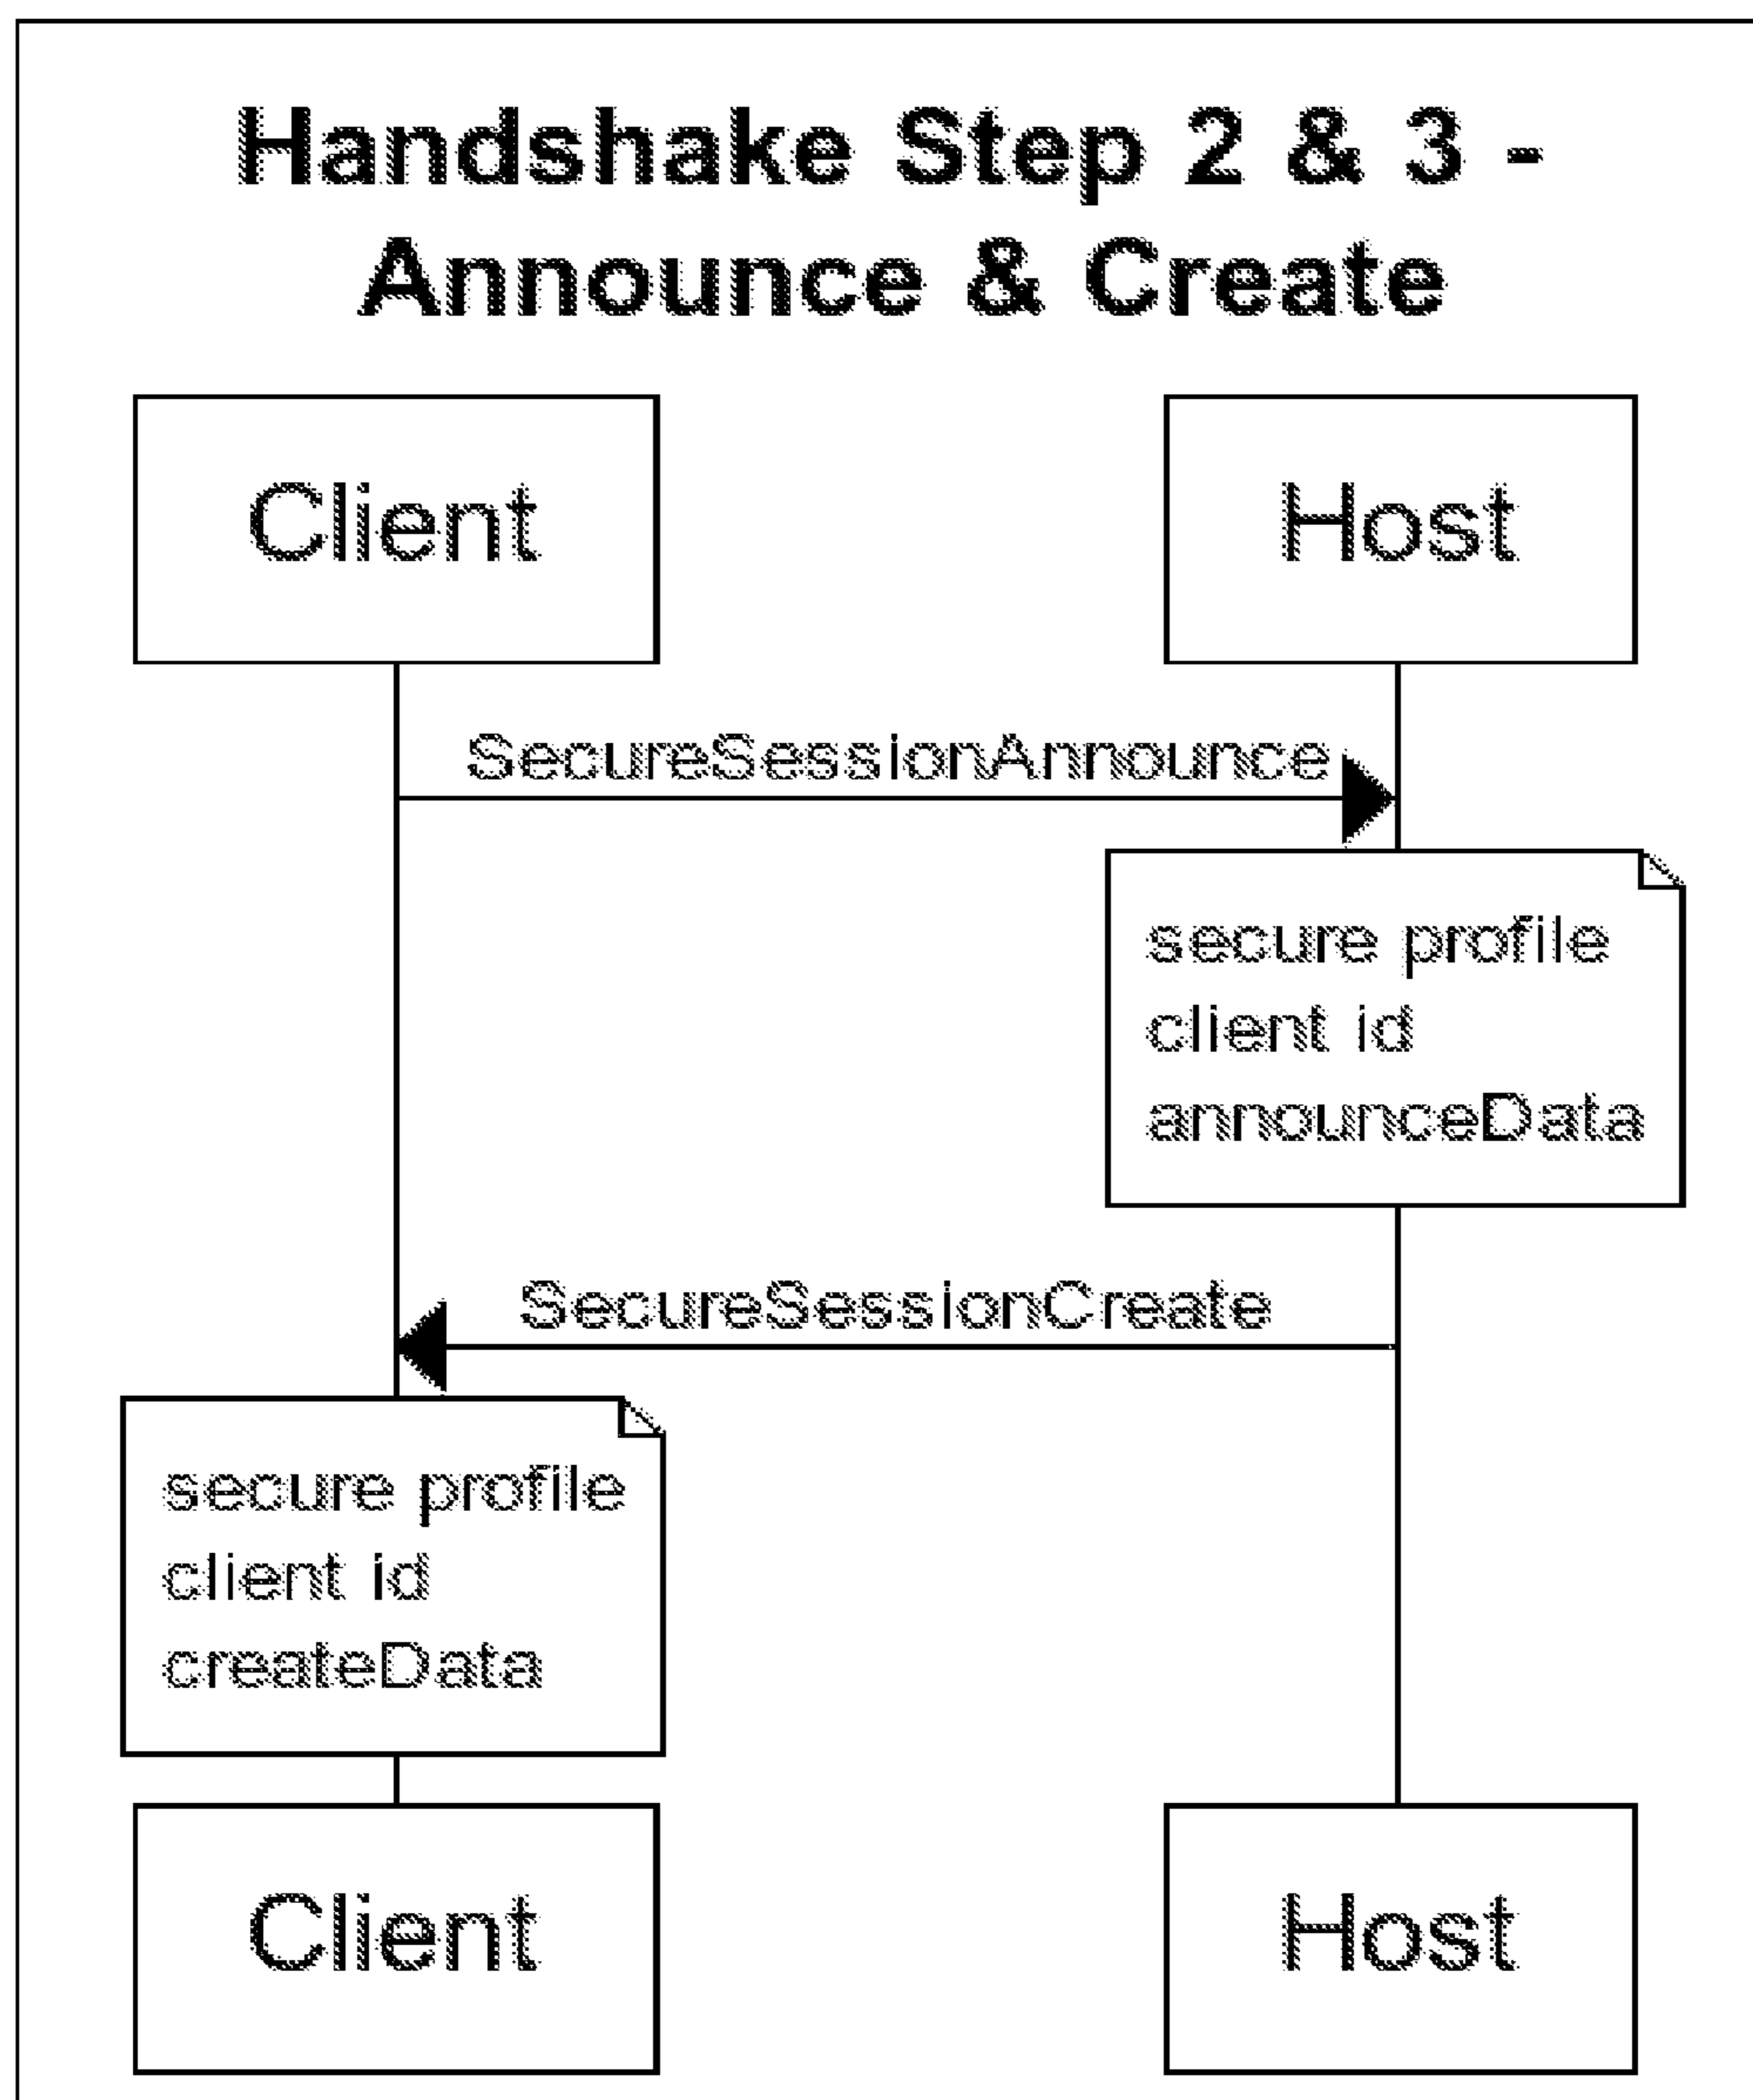 Handshake Step 2 & 3 -
Announce & Create
Client
Host
SecureSessionAnnounce
secure profile
client id
announceData
SecureSessionCreate
secure profile
client id
createData
Client
Host